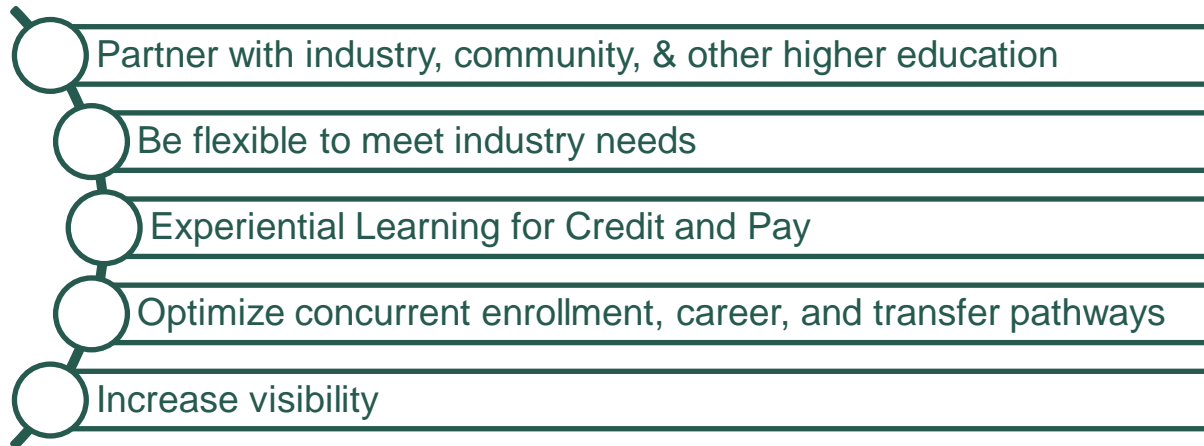 Partner with industry, community, & other higher education
Be flexible to meet industry needs
Experiential Learning for Credit and Pay
Optimize concurrent enrollment, career, and transfer pathways
Increase visibility